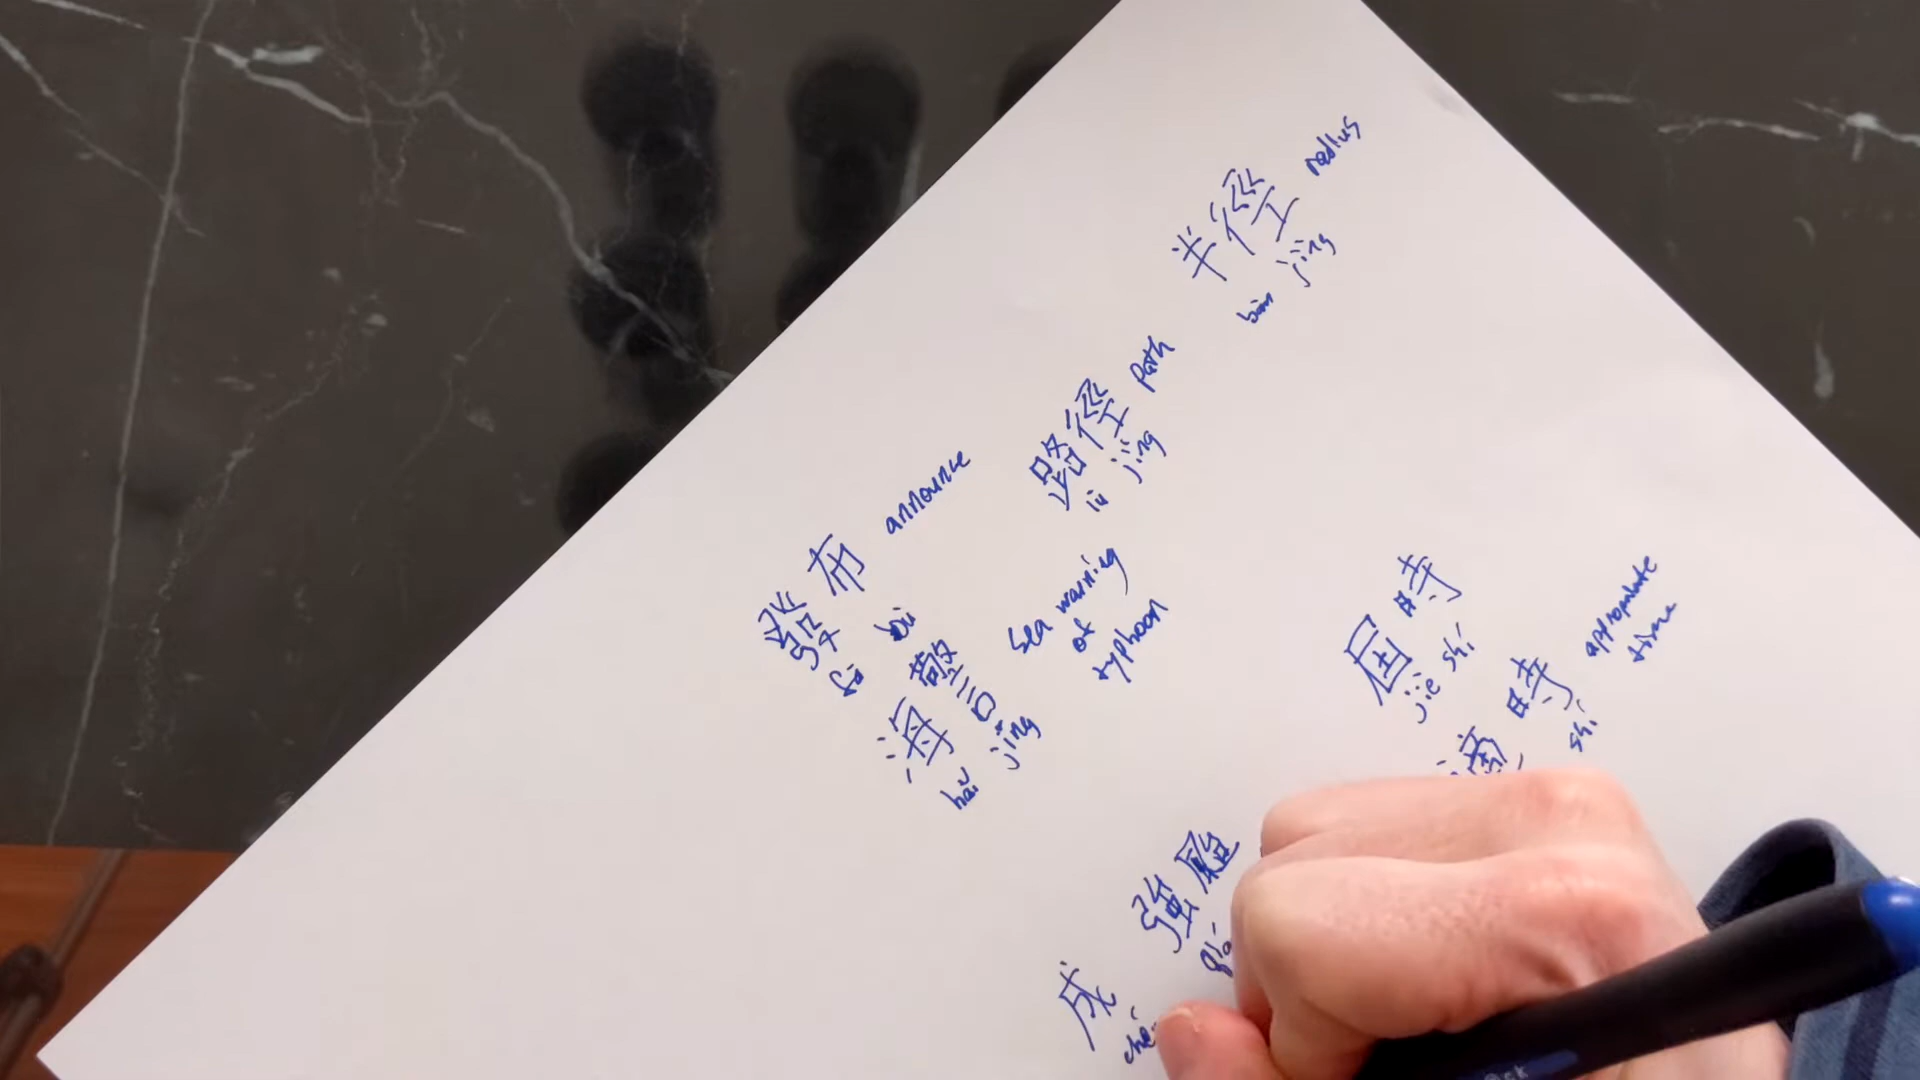 半徑 radius
bàn jìng
路徑 path
lù jìng
發布 announce
fā bù
海警 sea warning
of
typhoon
hǎi jǐng
屆時
jiè shí
適時 appropriate
time
shí
強颱
成